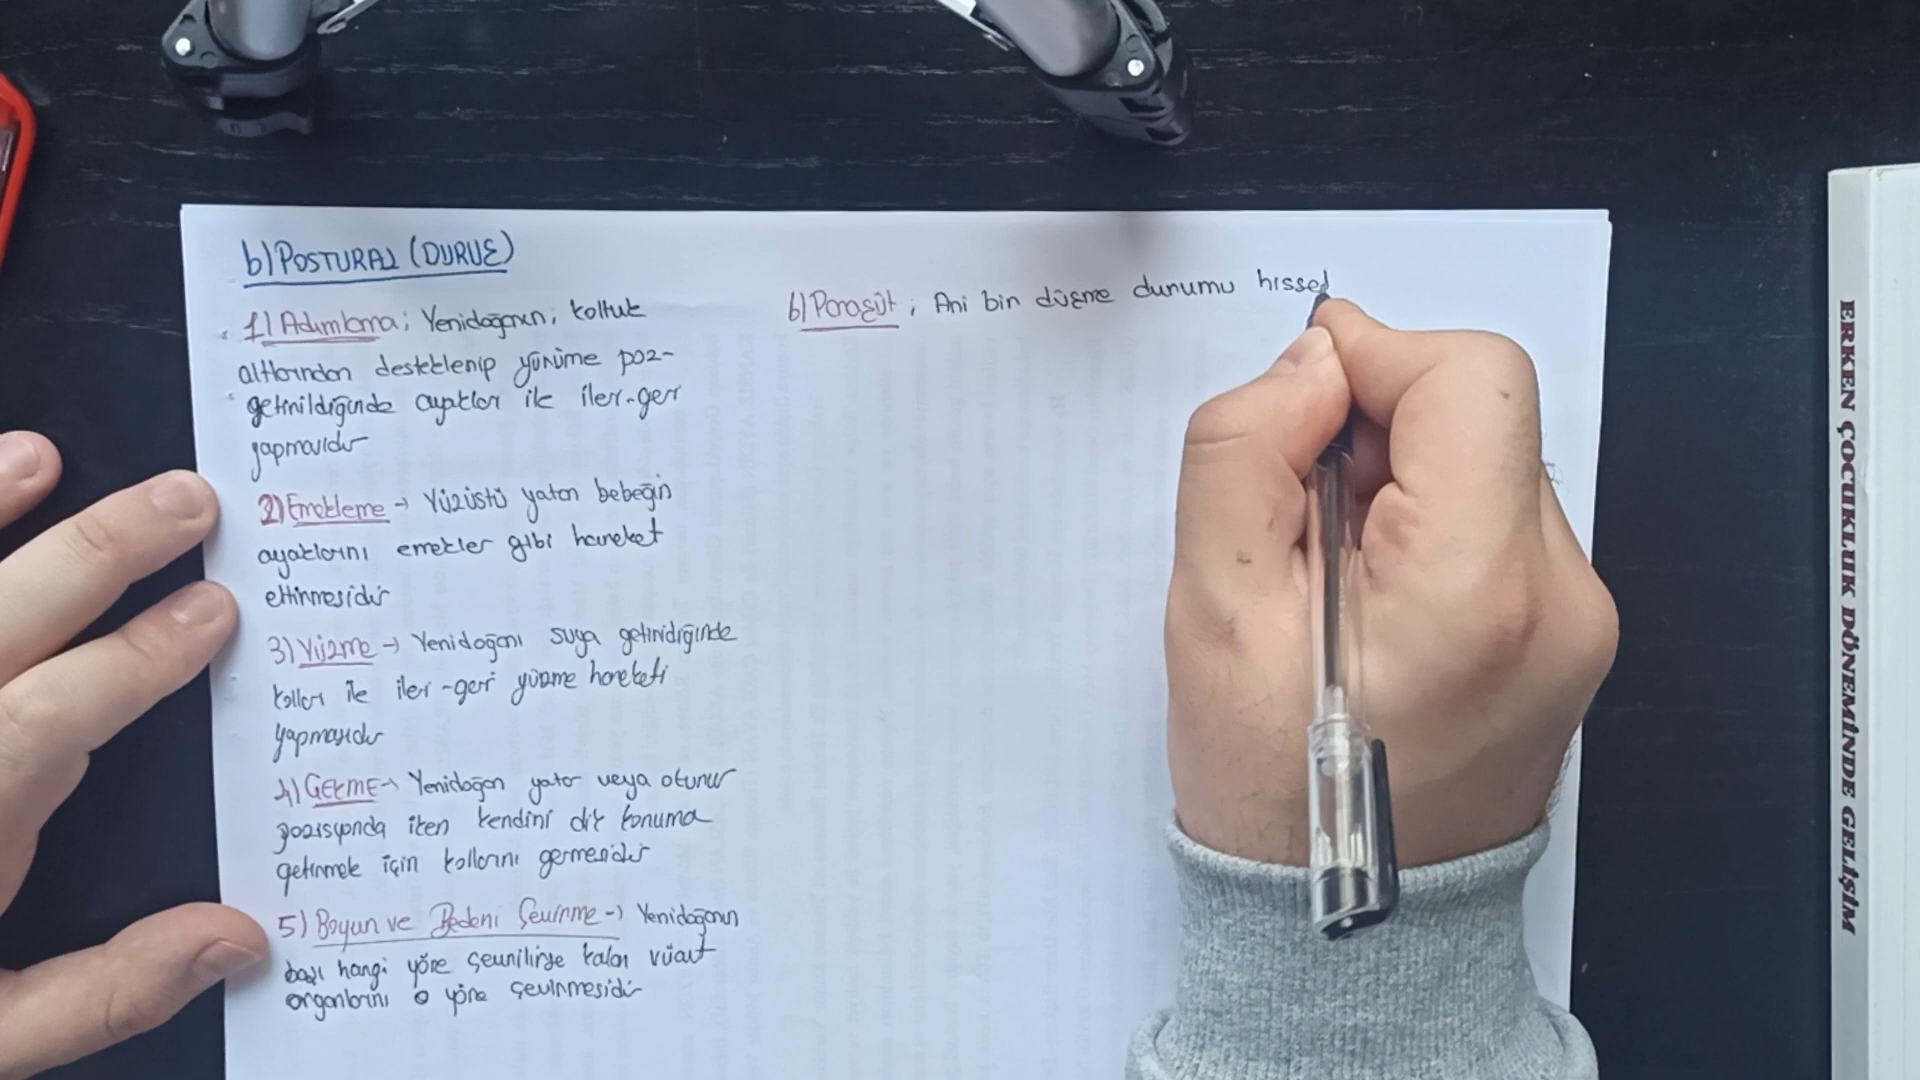 b) POSTURAL (DURUŞ)
1) Adımlama; Yenidoğanın; koltuk
altlarından desteklenip yürüme poz-
getirildiğinde ayaklar ile ileri-geri
yapmasıdır
2) Emekleme → Yüzüstü yatan bebeğin
ayaklarını emekler gibi hareket
ettirmesidir
3) Yüzme → Yenidoğanı suya getirildiğinde
kolları ile ileri-geri yüzme hareketi
yapmasıdır
4) GERME → Yenidoğan yatar veya oturur
pozisyonda iken kendini dik konuma
getirmek için kollarını germesidir
5) Boyun ve Bedeni Çevirme → Yenidoğanın
başı hangi yöre çevrilirse kalan vücut
organlarını o yöne çevirmesidir
6) Paraşüt; Ani bir düşme durumu hissed
ERKEN ÇOCUKLUK DÖNEMİNDE GELİŞİM